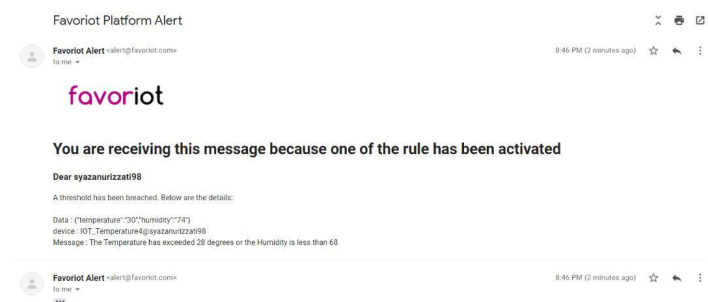 Favoriot Platform Alert
Favoriot Alert <alert@favoriot.com>
8:46 PM (2 minutes ago)
to me
favoriot
You are receiving this message because one of the rule has been activated
Dear syazanurizzati98
A threshold has been breached. Below are the details:
Data : {"temperature":"30","humidity":"74"}
device : IOT_Temperature4@syazanurizzati98
Message : The Temperature has exceeded 28 degrees or the Humidity is less than 68
Favoriot Alert <alert@favoriot.com>
8:46 PM (2 minutes ago)
to me